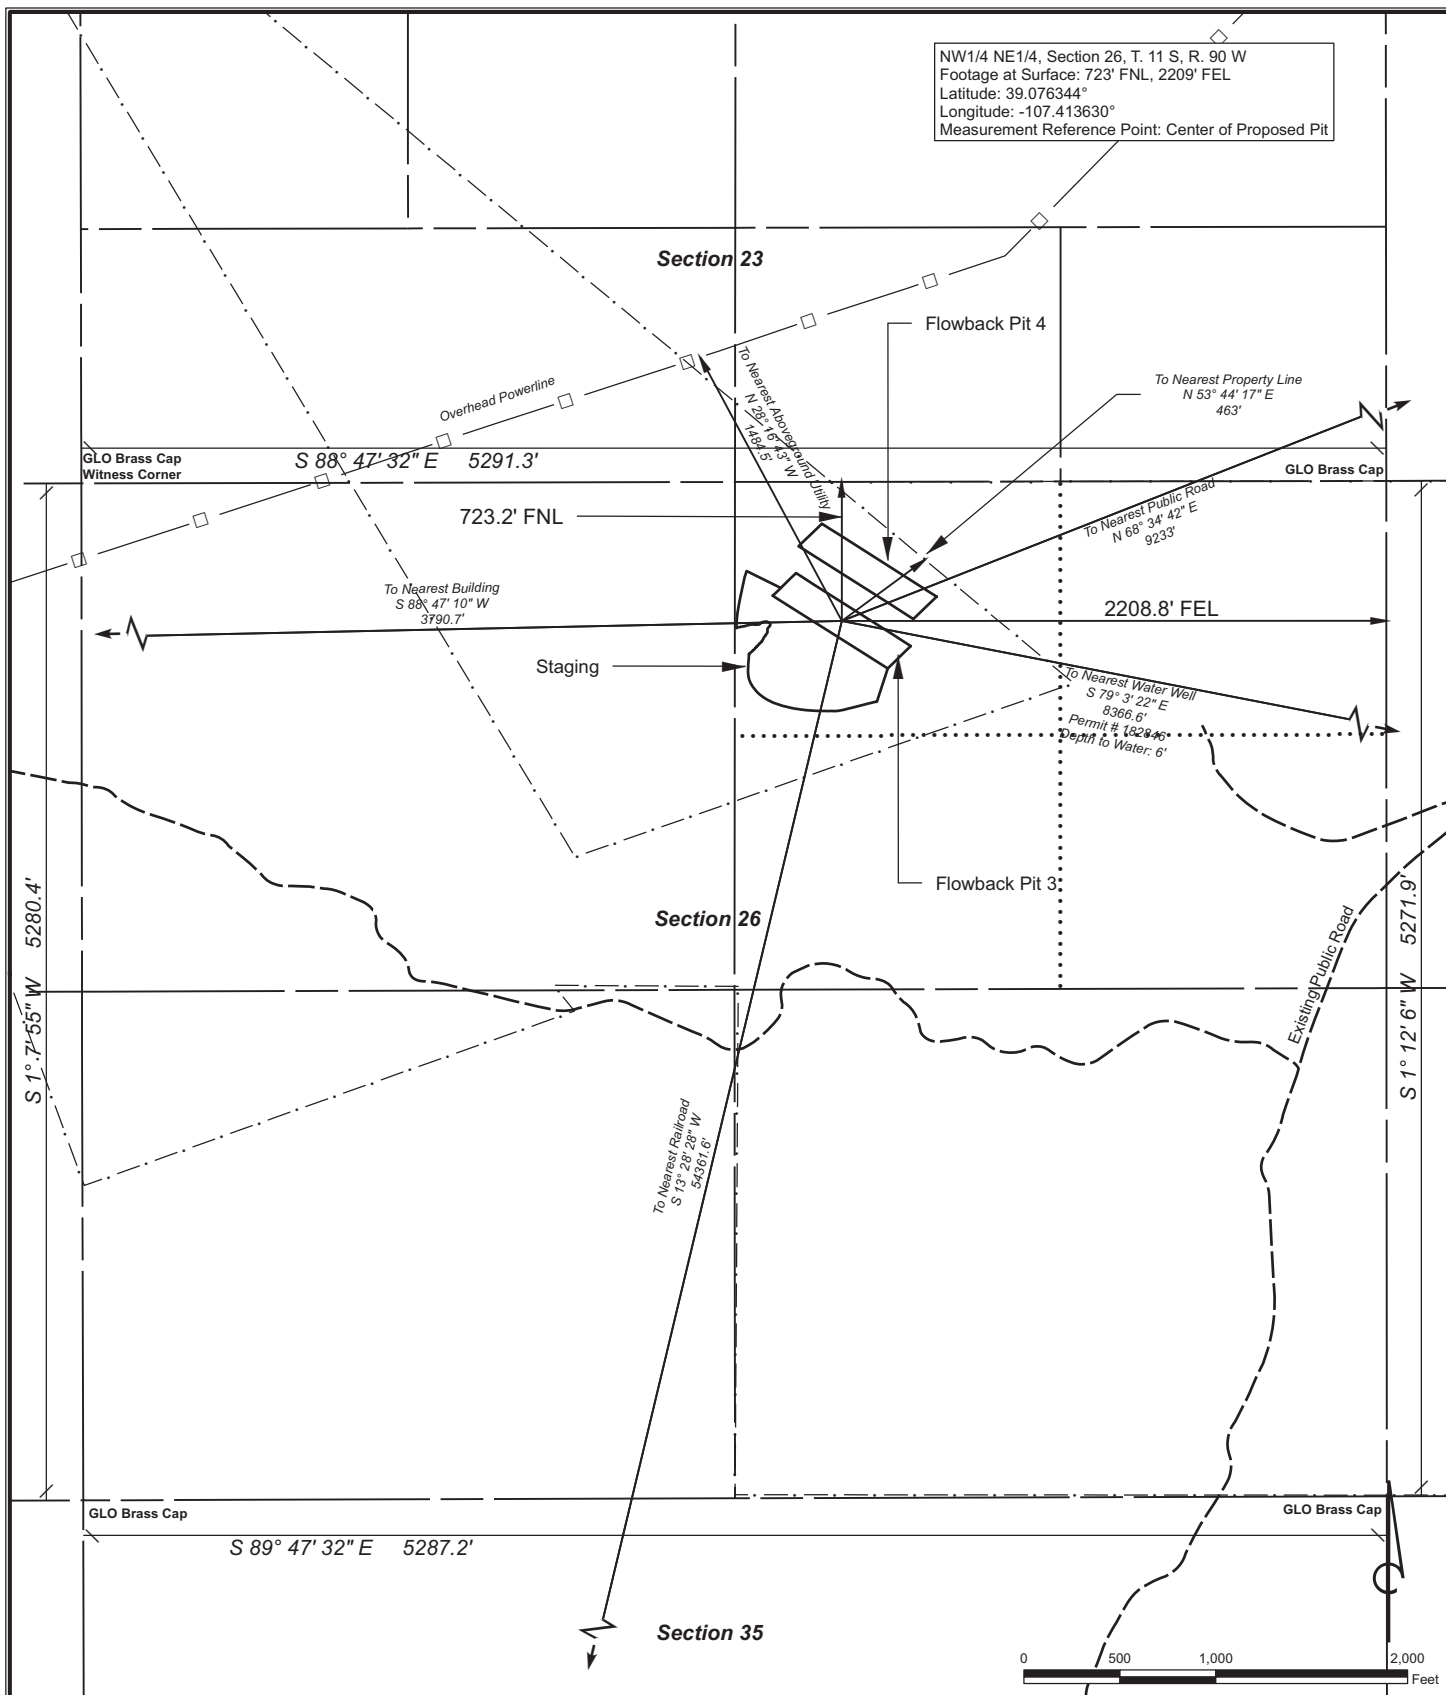 NW1/4 NE1/4, Section 26, T. 11 S, R. 90 W
Footage at Surface: 723' FNL, 2209' FEL
Latitude: 39.076344°
Longitude: -107.413630°
Measurement Reference Point: Center of Proposed Pit
Section 23
Flowback Pit 4
To Nearest Aboveground Utility
N 28° 16' 43" W
1484.5'
To Nearest Property Line
N 53° 44' 17" E
463'
Overhead Powerline
GLO Brass Cap
Witness Corner
S 88° 47' 32" E 5291.3'
GLO Brass Cap
723.2' FNL
To Nearest Public Road
N 68° 34' 42" E
9233'
To Nearest Building
S 88° 47' 10" W
3790.7'
2208.8' FEL
Staging
To Nearest Water Well
S 79° 3' 22" E
8366.6'
Permit # 182846
Depth to Water: 6'
Flowback Pit 3
Section 26
S 1° 7' 55" W 5280.4'
S 1° 12' 6" W 5271.9'
Existing Public Road
To Nearest Railroad
S 13° 28' 28" W
54361.6'
GLO Brass Cap
GLO Brass Cap
S 89° 47' 32" E 5287.2'
Section 35
0 500 1,000 2,000
Feet